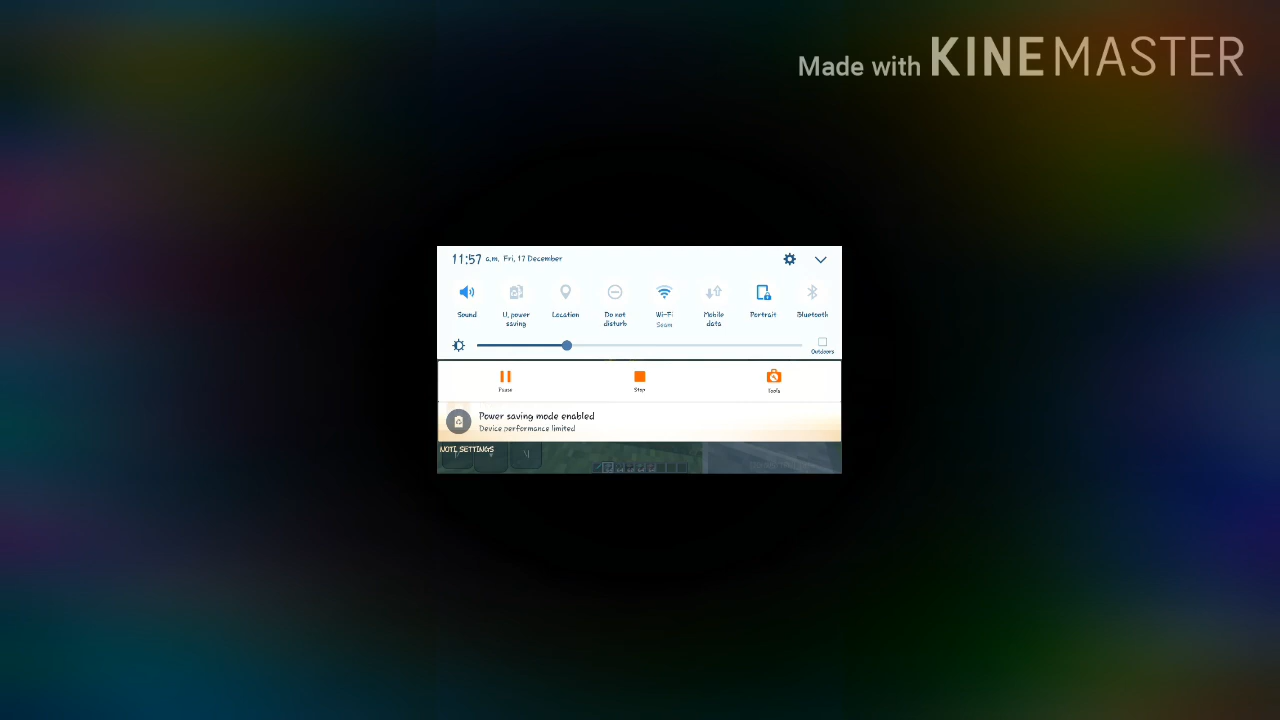 Made with KINEMASTER
11:57 a.m. Fri, 17 December
Sound
U. power saving
Location
Do not disturb
Wi-Fi
Mobile data
Portrait
Bluetooth
Outdoors
Pause
Stop
Tools
Power saving mode enabled
Device performance limited
NOTI. SETTINGS